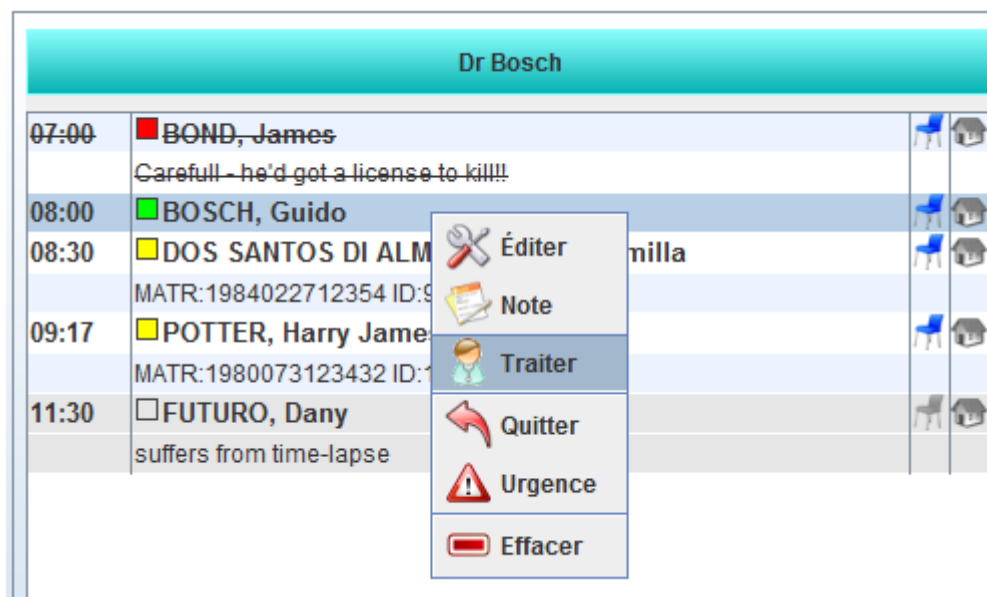 Dr Bosch
07:00 BOND, James
Carefull - he'd got a license to kill!!
08:00 BOSCH, Guido
08:30 DOS SANTOS DI ALM milla
MATR:1984022712354 ID:9
09:17 POTTER, Harry James
MATR:1980073123432 ID:1
11:30 FUTURO, Dany
suffers from time-lapse
Éditer
Note
Traiter
Quitter
Urgence
Effacer